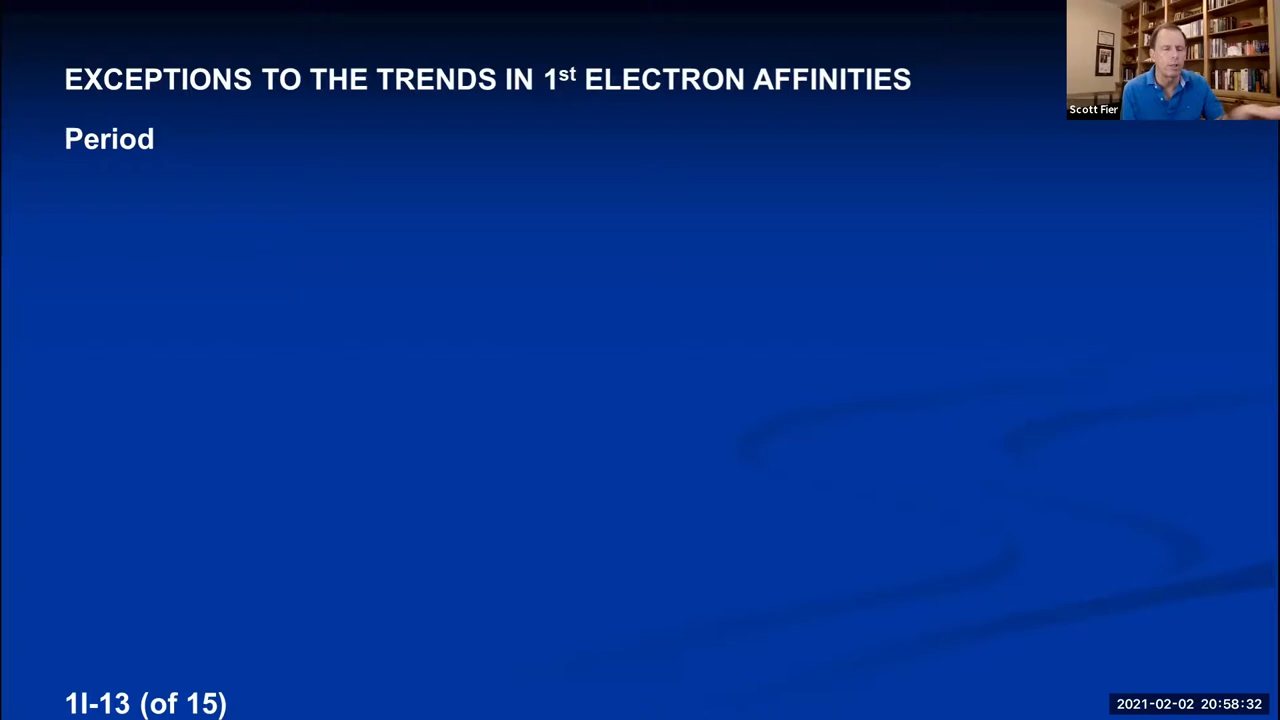 EXCEPTIONS TO THE TRENDS IN 1st ELECTRON AFFINITIES
Scott Fier
Period
1I-13 (of 15)
2021-02-02 20:58:32